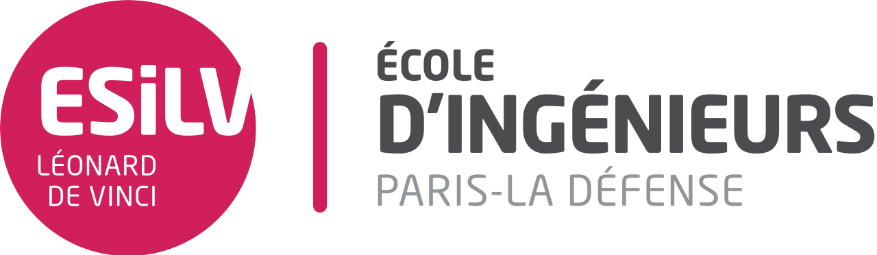 ESiLV
LÉONARD
DE VINCI
ÉCOLE
D'INGÉNIEURS
PARIS-LA DÉFENSE